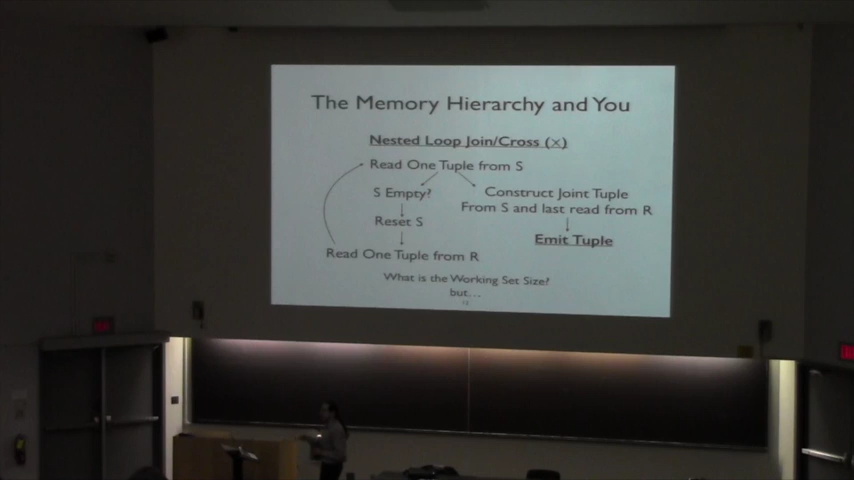 The Memory Hierarchy and You
Nested Loop Join/Cross (×)
Read One Tuple from S
S Empty?
Construct Joint Tuple
From S and last read from R
Reset S
Emit Tuple
Read One Tuple from R
What is the Working Set Size?
but...